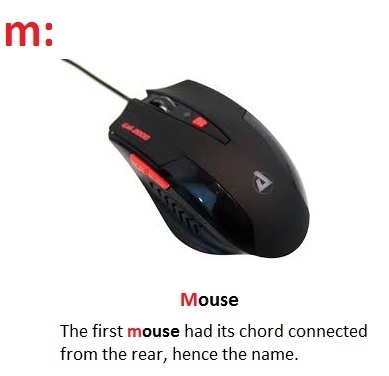 m:
Mouse
The first mouse had its chord connected
from the rear, hence the name.